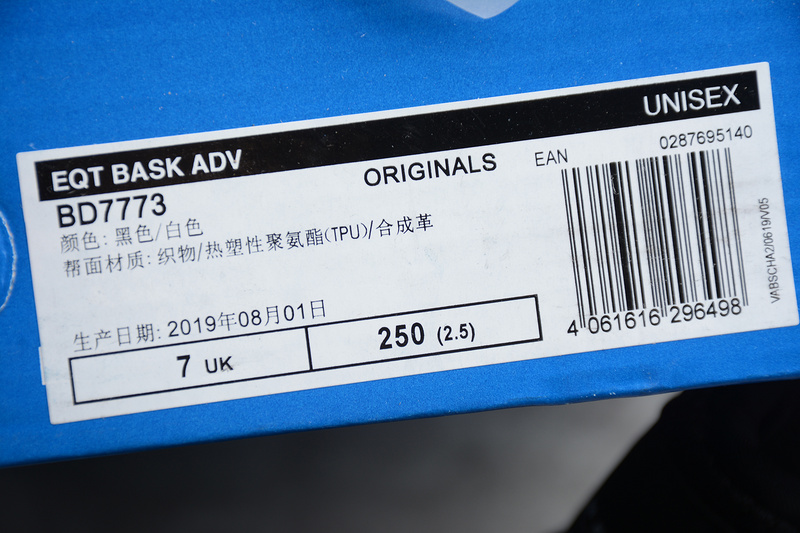 EQT BASK ADV
UNISEX
BD7773
ORIGINALS
EAN
0287695140
颜色: 黑色/白色
帮面材质: 织物/热塑性聚氨酯(TPU)/合成革
生产日期: 2019年08月01日
7 UK
250 (2.5)
4 061616 296498
VABSCHA2/0619/V05